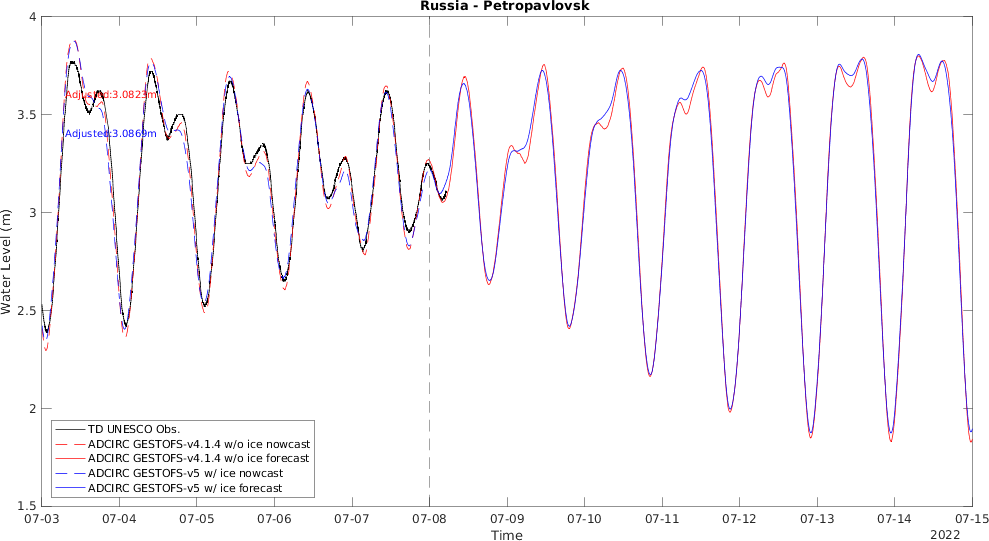 Russia - Petropavlovsk
Water Level (m)
4
3.5
3
2.5
2
1.5
Adjusted:3.0823m
Adjusted:3.0869m
TD UNESCO Obs.
ADCIRC GESTOFS-v4.1.4 w/o ice nowcast
ADCIRC GESTOFS-v4.1.4 w/o ice forecast
ADCIRC GESTOFS-v5 w/ ice nowcast
ADCIRC GESTOFS-v5 w/ ice forecast
07-03 07-04 07-05 07-06 07-07 07-08 07-09 07-10 07-11 07-12 07-13 07-14 07-15
Time
2022